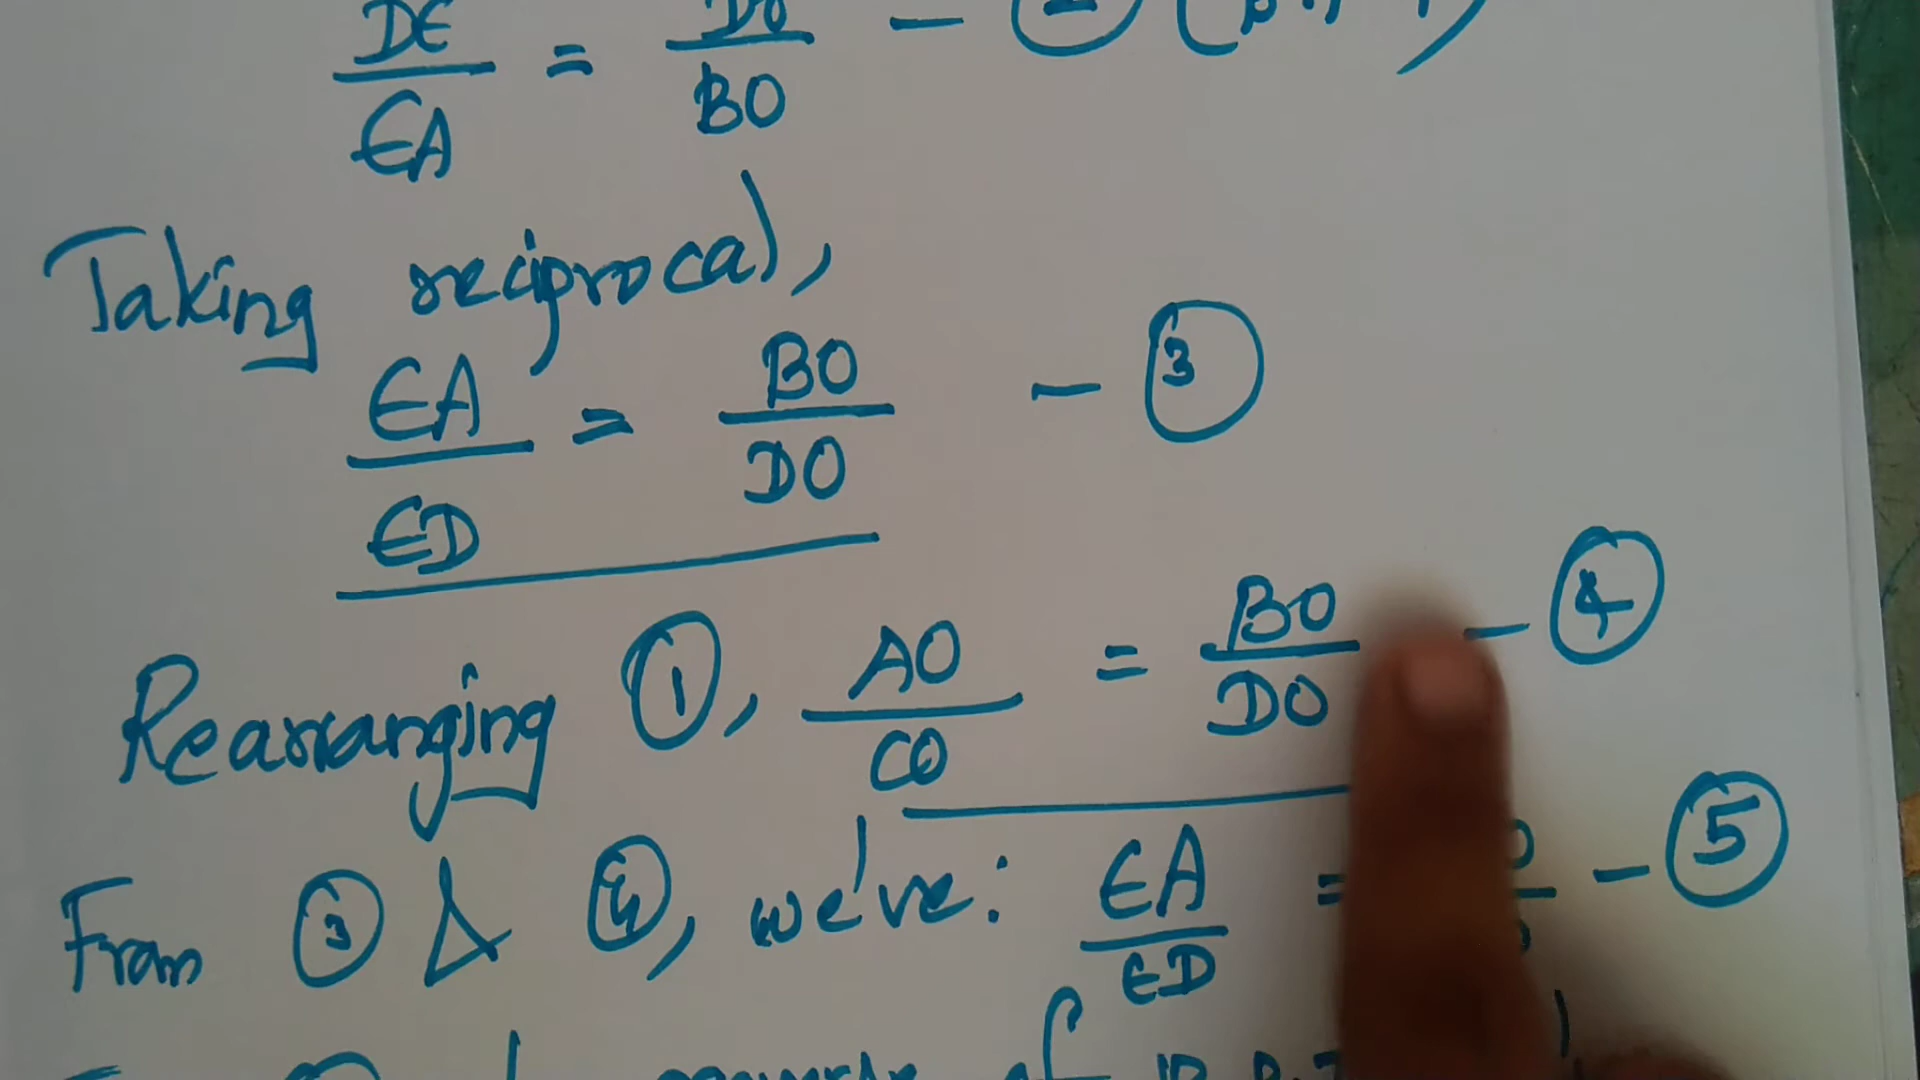 DE/EA = DO/BO —
Taking reciprocal,
EA/ED = BO/DO — ③
Rearranging ①, AO/CO = BO/DO — ④
From ③ & ④, we've: EA/ED = — ⑤
of